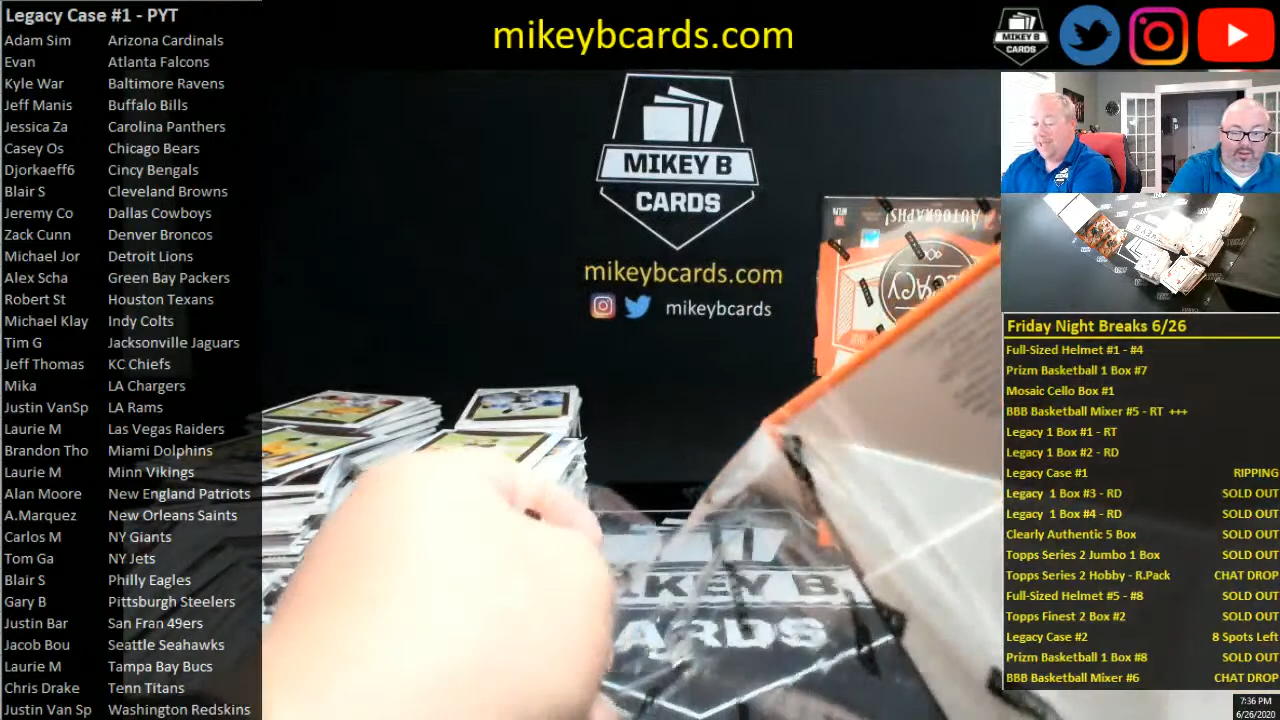 Legacy Case #1 - PYT
Adam Sim Arizona Cardinals
Evan Atlanta Falcons
Kyle War Baltimore Ravens
Jeff Manis Buffalo Bills
Jessica Za Carolina Panthers
Casey Os Chicago Bears
Djorkaeff6 Cincy Bengals
Blair S Cleveland Browns
Jeremy Co Dallas Cowboys
Zack Cunn Denver Broncos
Michael Jor Detroit Lions
Alex Scha Green Bay Packers
Robert St Houston Texans
Michael Klay Indy Colts
Tim G Jacksonville Jaguars
Jeff Thomas KC Chiefs
Mika LA Chargers
Justin VanSp LA Rams
Laurie M Las Vegas Raiders
Brandon Tho Miami Dolphins
Laurie M Minn Vikings
Alan Moore New England Patriots
A.Marquez New Orleans Saints
Carlos M NY Giants
Tom Ga NY Jets
Blair S Philly Eagles
Gary B Pittsburgh Steelers
Justin Bar San Fran 49ers
Jacob Bou Seattle Seahawks
Laurie M Tampa Bay Bucs
Chris Drake Tenn Titans
Justin Van Sp Washington Redskins
mikeybcards.com
MIKEY B
CARDS
MIKEY B
CARDS
mikeybcards.com
mikeybcards
AUTOGRAPHS!
LEGACY
IKEY B
ARDS
Friday Night Breaks 6/26
Full-Sized Helmet #1 - #4
Prizm Basketball 1 Box #7
Mosaic Cello Box #1
BBB Basketball Mixer #5 - RT +++
Legacy 1 Box #1 - RT
Legacy 1 Box #2 - RD
Legacy Case #1 RIPPING
Legacy 1 Box #3 - RD SOLD OUT
Legacy 1 Box #4 - RD SOLD OUT
Clearly Authentic 5 Box SOLD OUT
Topps Series 2 Jumbo 1 Box SOLD OUT
Topps Series 2 Hobby - R.Pack CHAT DROP
Full-Sized Helmet #5 - #8 SOLD OUT
Topps Finest 2 Box #2 SOLD OUT
Legacy Case #2 8 Spots Left
Prizm Basketball 1 Box #8 SOLD OUT
BBB Basketball Mixer #6 CHAT DROP
7:36 PM
6/26/2020